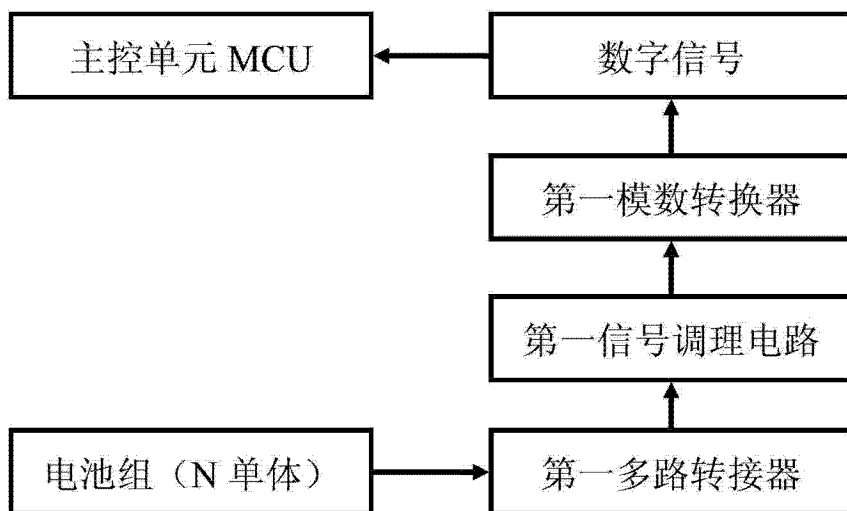 主控单元 MCU
数字信号
第一模数转换器
第一信号调理电路
电池组（N 单体）
第一多路转接器